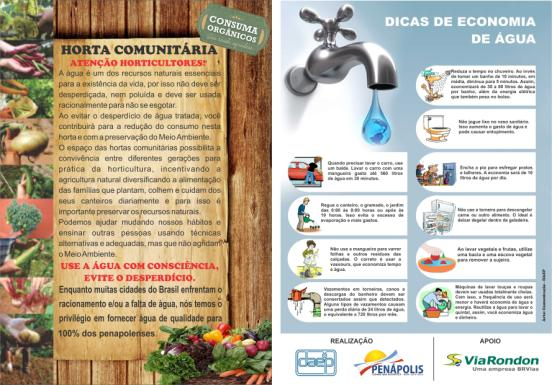 CONSUMA
ORGÂNICOS
HORTA COMUNITÁRIA
ATENÇÃO HORTICULTORES?
A água é um dos recursos naturais essenciais
para a existência da vida, por isso não deve ser
desperdiçada, nem poluída e deve ser usada
racionalmente para não se esgotar.
Ao evitar o desperdício de água tratada, você
contribuirá para a redução do consumo nesta
horta e com a preservação do Meio Ambiente.
O espaço das hortas comunitárias possibilita a
convivência entre diferentes gerações para
prática da horticultura, incentivando a
agricultura natural diversificando a alimentação
das famílias que plantam, colhem e cuidam dos
seus canteiros diariamente e para isso é
importante preservar os recursos naturais.
Podemos ajudar mudando nossos hábitos e
ensinar outras pessoas usando técnicas
alternativas e adequadas, mas que não agridam
o Meio Ambiente.
USE A ÁGUA COM CONSCIÊNCIA,
EVITE O DESPERDÍCIO.
Enquanto muitas cidades do Brasil enfrentam o
racionamento e/ou a falta de água, nós temos o
privilégio em fornecer água de qualidade para
100% dos penapolenses.
DICAS DE ECONOMIA
DE ÁGUA
Reduza o tempo no chuveiro. Ao invés
de tomar um banho de 10 minutos, em
média, diminua para 5 minutos. Assim,
economizará de 30 a 80 litros de água
por banho, além da energia elétrica
que também pesa no bolso.
Não jogue lixo no vaso sanitário.
Isso aumenta o gasto de água e
pode causar entupimento.
Quando precisar lavar o carro, use
um balde. Lavar o carro com uma
mangueira gasta até 560 litros
de água em 30 minutos.
Encha a pia para esfregar pratos
e talheres. A economia será de 10
litros de água por dia.
Regue o canteiro, o gramado, o jardim
das 6:00 às 8:00 horas ou após às
19 horas. Isso evita o excesso de
evaporação e mais gastos.
Não use a torneira para descongelar
carne ou outro alimento. O ideal é
deixar degelar dentro da geladeira.
Não use a mangueira para varrer
folhas e outros resíduos das
calçadas. O correto é usar a
vassoura, que economiza tempo
e água.
Ao lavar vegetais e frutas, utilize
uma bacia e uma escova vegetal
para remover a sujeira.
Vazamentos em torneiras, canos e
descargas do banheiro devem ser
consertados assim que detectados.
Alguns tipos de vazamentos causam
uma perda diária de 24 litros de água,
o equivalente a 720 litros por mês.
Máquinas de lavar louças e roupas
devem ser usadas totalmente cheias.
Com isso, a frequência de uso será
menor e haverá economia de água e
energia. Reutilize a água para lavar o
quintal, assim, você economiza água
e dinheiro.
REALIZAÇÃO
APOIO
daep
PENÁPOLIS
ViaRondon
Uma empresa BRVias